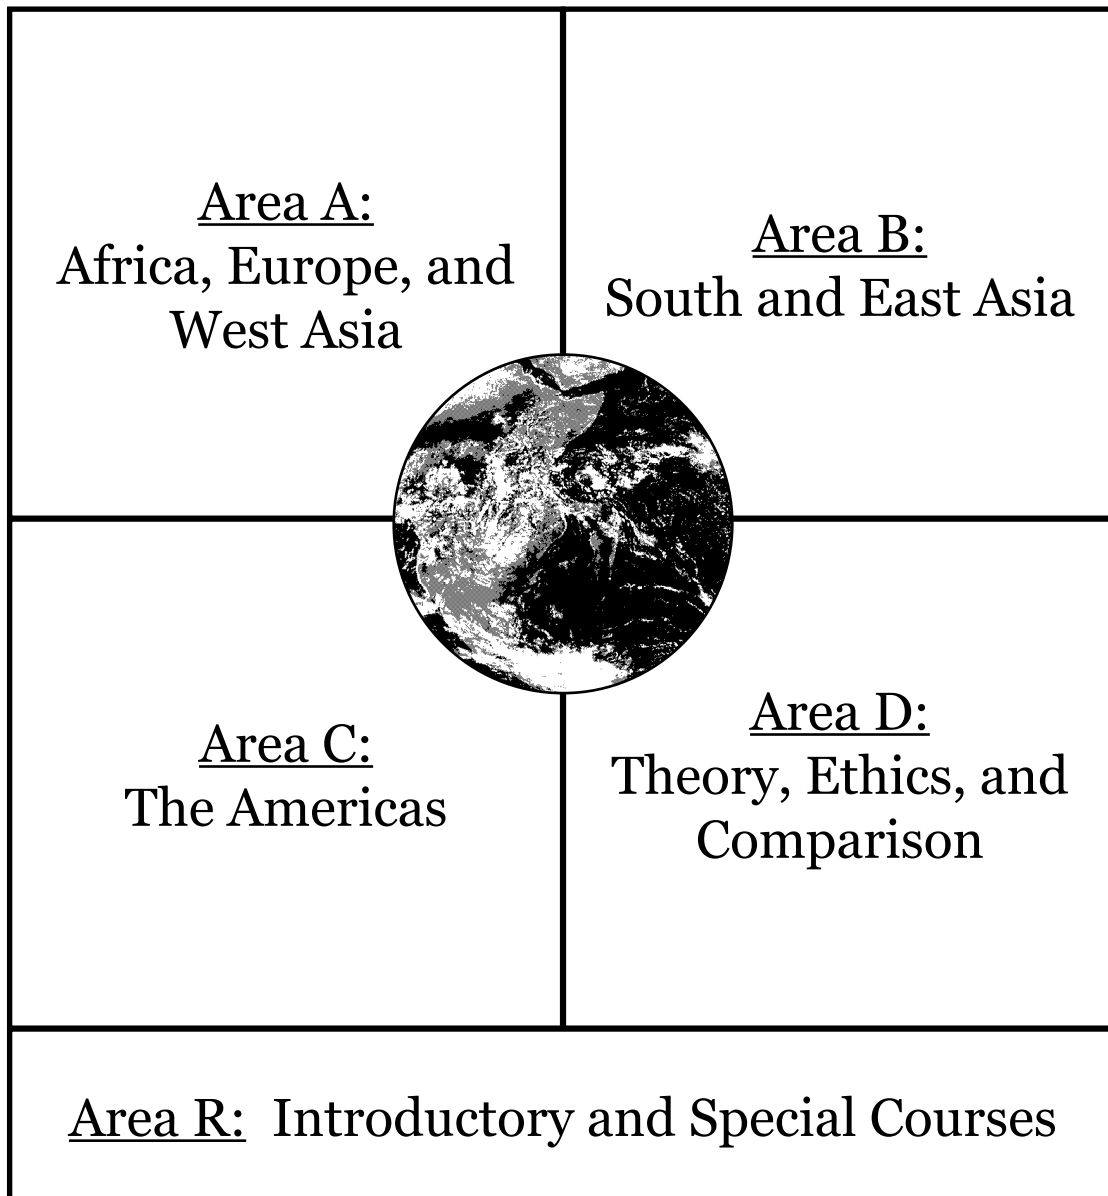 Area A:
Africa, Europe, and
West Asia
Area B:
South and East Asia
Area C:
The Americas
Area D:
Theory, Ethics, and
Comparison
Area R: Introductory and Special Courses